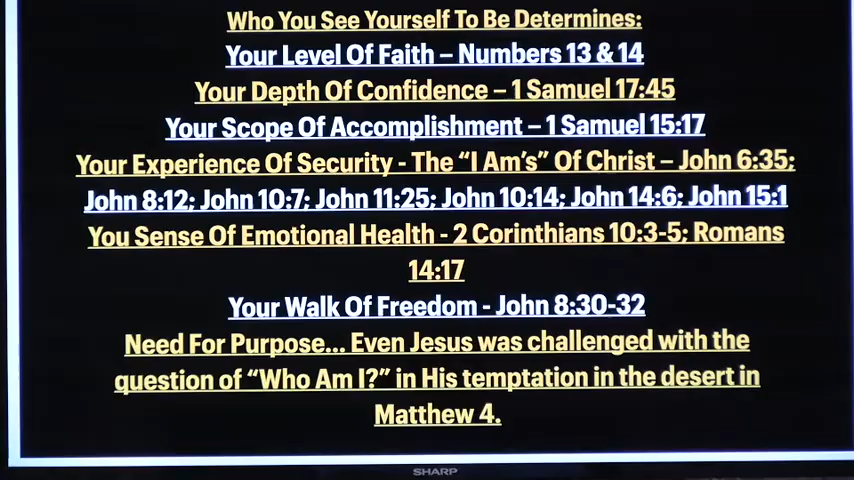 Who You See Yourself To Be Determines:
Your Level Of Faith – Numbers 13 & 14
Your Depth Of Confidence – 1 Samuel 17:45
Your Scope Of Accomplishment – 1 Samuel 15:17
Your Experience Of Security - The “I Am’s” Of Christ – John 6:35;
John 8:12; John 10:7; John 11:25; John 10:14; John 14:6; John 15:1
You Sense Of Emotional Health - 2 Corinthians 10:3-5; Romans
14:17
Your Walk Of Freedom - John 8:30-32
Need For Purpose... Even Jesus was challenged with the
question of “Who Am I?” in His temptation in the desert in
Matthew 4.
SHARP